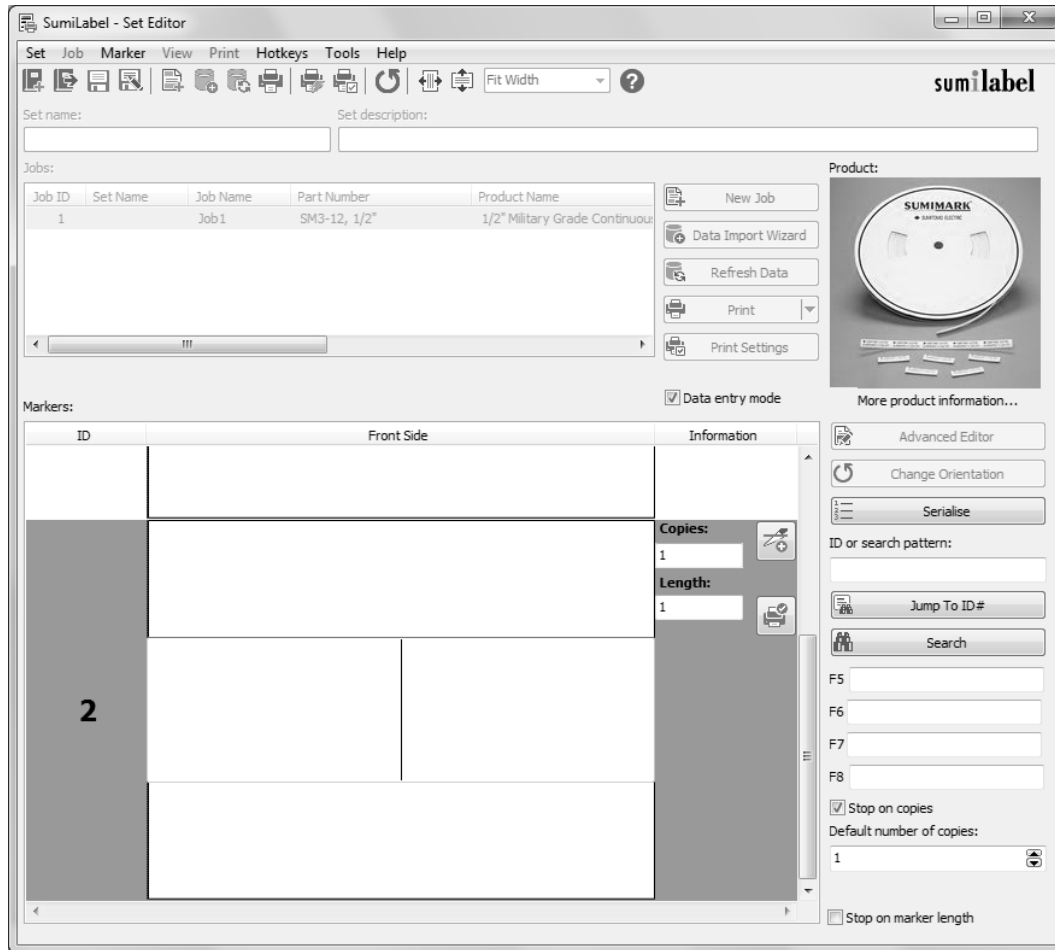 SumiLabel - Set Editor
Set Job Marker View Print Hotkeys Tools Help
Fit Width
?
sumilabel
Set name: Set description:
Jobs:
Product:
Job ID Set Name Job Name Part Number Product Name
1 Job1 SM3-12, 1/2" 1/2" Military Grade Continuou
New Job
Data Import Wizard
Refresh Data
Print
Print Settings
SUMIMARK
SUMITOMO ELECTRIC
More product information...
Data entry mode
Markers:
ID Front Side Information
2
Copies:
1
Length:
1
Advanced Editor
Change Orientation
Serialise
ID or search pattern:
Jump To ID#
Search
F5
F6
F7
F8
Stop on copies
Default number of copies:
1
Stop on marker length